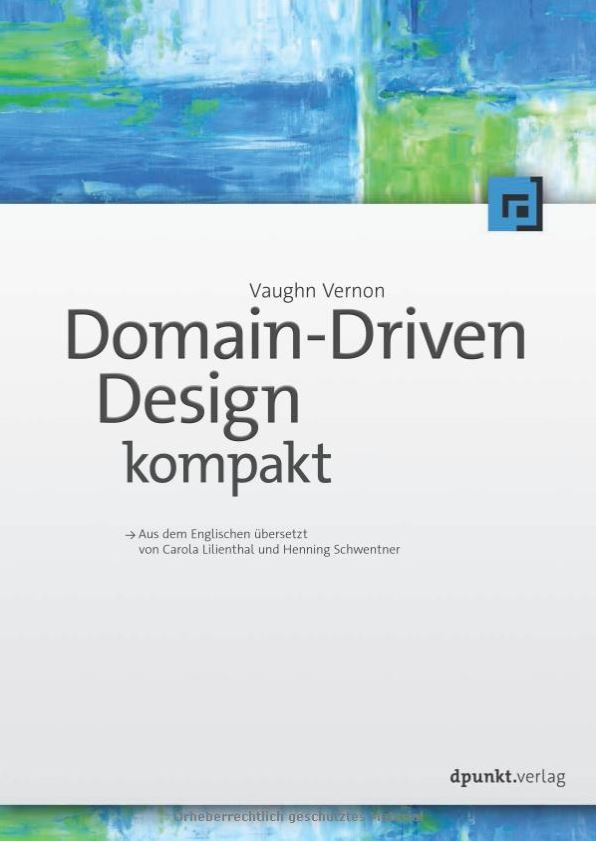 Vaughn Vernon
Domain-Driven
Design
kompakt
→ Aus dem Englischen übersetzt
von Carola Lilienthal und Henning Schwentner
dpunkt.verlag
Urheberrechtlich geschütztes Material